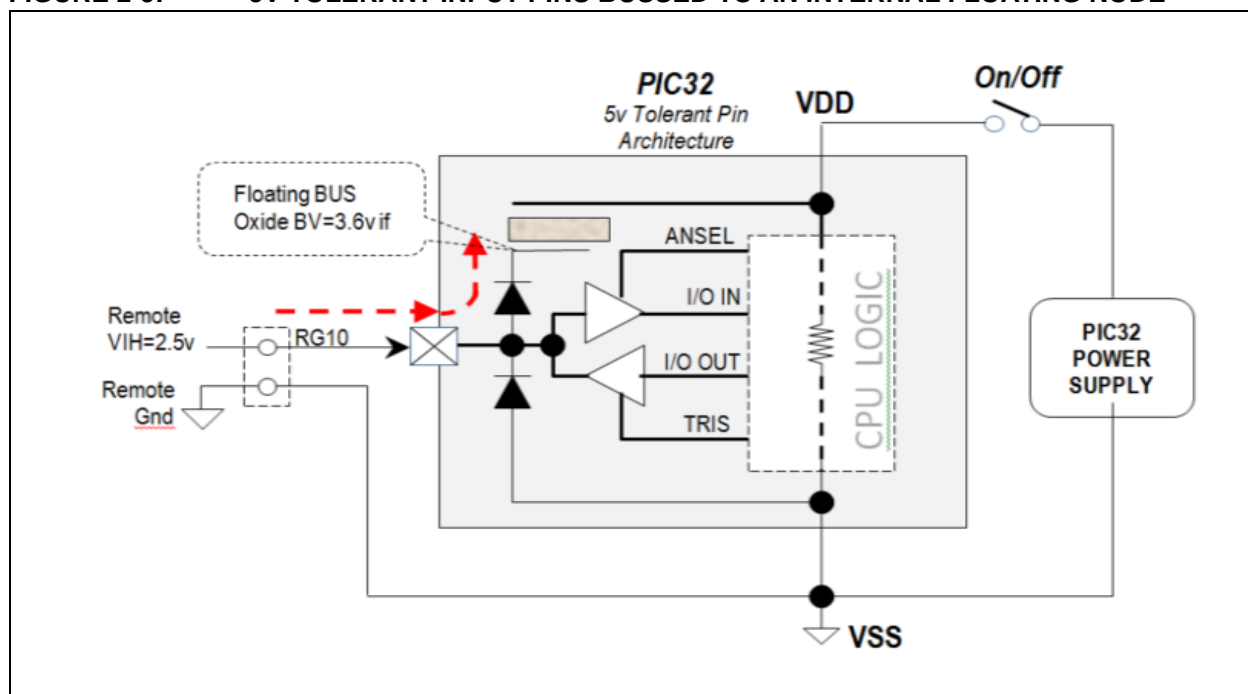 PIC32
5v Tolerant Pin
Architecture
VDD
On/Off
Floating BUS
Oxide BV=3.6v if
ANSEL
I/O IN
I/O OUT
TRIS
CPU LOGIC
Remote
VIH=2.5v
RG10
Remote
Gnd
PIC32
POWER
SUPPLY
VSS